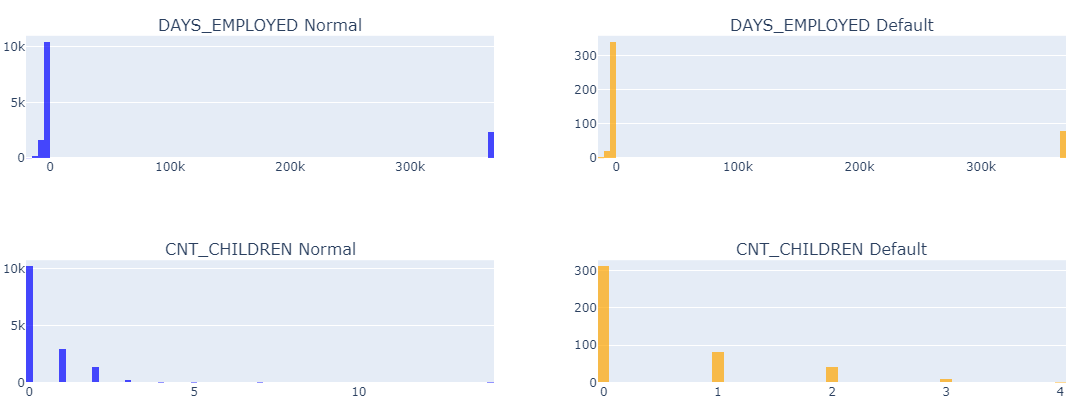 DAYS_EMPLOYED Normal
10k
5k
0
0
100k
200k
300k
DAYS_EMPLOYED Default
300
200
100
0
0
100k
200k
300k
CNT_CHILDREN Normal
10k
5k
0
0
5
10
CNT_CHILDREN Default
300
200
100
0
0
1
2
3
4